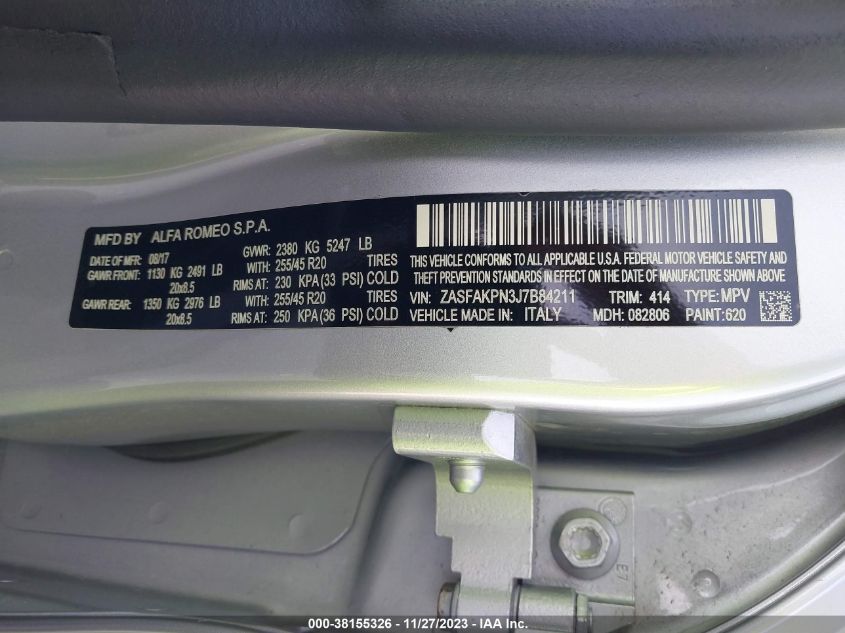 MFD BY ALFA ROMEO S.P.A.
DATE OF MFR 08/17 GVWR: 2380 KG 5247 LB
GAWR FRONT: 1130 KG 2491 LB WITH: 255/45 R20 TIRES
20x8.5 RIMS AT: 230 KPA(33 PSI) COLD
GAWR REAR: 1350 KG 2976 LB WITH: 255/45 R20 TIRES
20x8.5 RIMS AT: 250 KPA(36 PSI) COLD
THIS VEHICLE CONFORMS TO ALL APPLICABLE U.S.A. FEDERAL MOTOR VEHICLE SAFETY AND
THEFT PREVENTION STANDARDS IN EFFECT ON THE DATE OF MANUFACTURE SHOWN ABOVE.
VIN: ZASFAKPN3J7B84211 TRIM: 414 TYPE: MPV
VEHICLE MADE IN: ITALY MDH: 082806 PAINT:620
E7
000-38155326 - 11/27/2023 - IAA Inc.